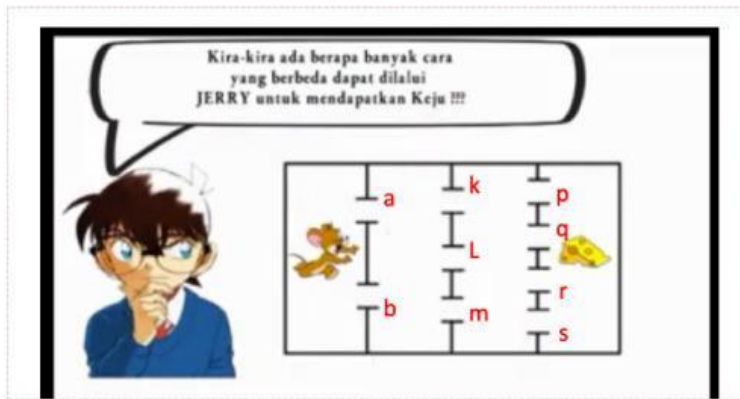 Kira-kira ada berapa banyak cara
yang berbeda dapat dilalui
JERRY untuk mendapatkan Keju !!!
a
k
p
q
L
b
m
r
s